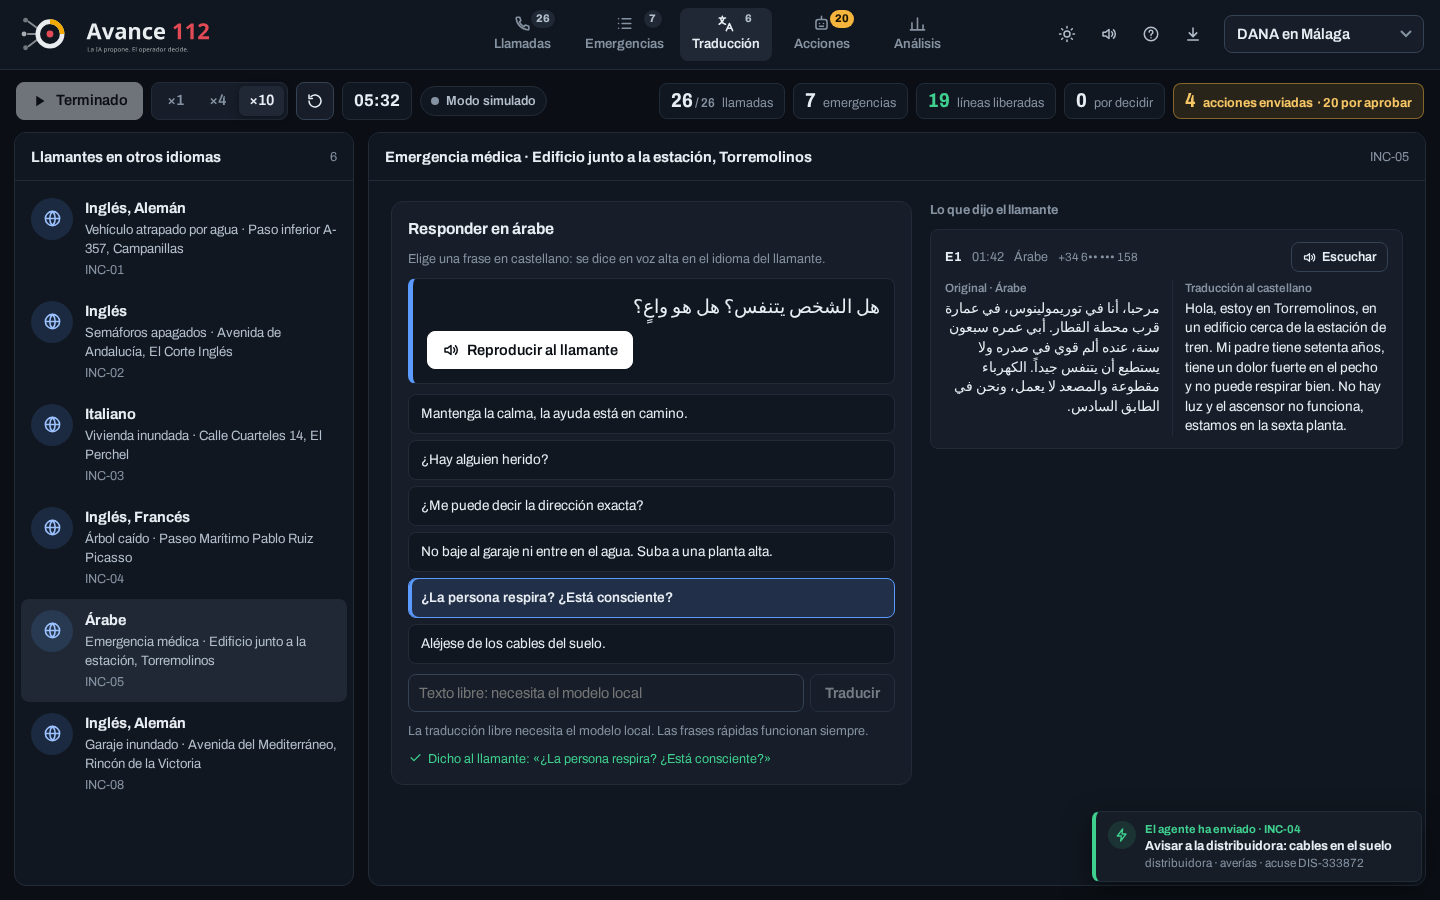 Avance 112
La IA propone. El operador decide.
26
Llamadas
7
Emergencias
6
Traducción
20
Acciones
Análisis
DANA en Málaga
Terminado
×1 ×4 ×10
05:32
Modo simulado
26 / 26 llamadas
7 emergencias
19 líneas liberadas
0 por decidir
4 acciones enviadas · 20 por aprobar
Llamantes en otros idiomas 6
Inglés, Alemán
Vehículo atrapado por agua · Paso inferior A-
357, Campanillas
INC-01
Inglés
Semáforos apagados · Avenida de
Andalucía, El Corte Inglés
INC-02
Italiano
Vivienda inundada · Calle Cuarteles 14, El
Perchel
INC-03
Inglés, Francés
Árbol caído · Paseo Marítimo Pablo Ruiz
Picasso
INC-04
Árabe
Emergencia médica · Edificio junto a la
estación, Torremolinos
INC-05
Inglés, Alemán
Garaje inundado · Avenida del Mediterráneo,
Rincón de la Victoria
INC-08
Emergencia médica · Edificio junto a la estación, Torremolinos INC-05
Responder en árabe
Elige una frase en castellano: se dice en voz alta en el idioma del llamante.
هل الشخص يتنفس؟ هل هو واعٍ؟
Reproducir al llamante
Mantenga la calma, la ayuda está en camino.
¿Hay alguien herido?
¿Me puede decir la dirección exacta?
No baje al garaje ni entre en el agua. Suba a una planta alta.
¿La persona respira? ¿Está consciente?
Aléjese de los cables del suelo.
Texto libre: necesita el modelo local
Traducir
La traducción libre necesita el modelo local. Las frases rápidas funcionan siempre.
Dicho al llamante: «¿La persona respira? ¿Está consciente?»
Lo que dijo el llamante
E1 01:42 Árabe +34 6•• ••• 158
Escuchar
Original · Árabe
مرحبا، أنا في توريمولينوس، في عمارة
قرب محطة القطار. أبي عمره سبعون
سنة، عنده ألم قوي في صدره ولا
يستطيع أن يتنفس جيداً. الكهرباء
مقطوعة والمصعد لا يعمل، ونحن في
الطابق السادس.
Traducción al castellano
Hola, estoy en Torremolinos, en
un edificio cerca de la estación de
tren. Mi padre tiene setenta años,
tiene un dolor fuerte en el pecho
y no puede respirar bien. No hay
luz y el ascensor no funciona,
estamos en la sexta planta.
El agente ha enviado · INC-04
Avisar a la distribuidora: cables en el suelo
distribuidora · averías · acuse DIS-333872